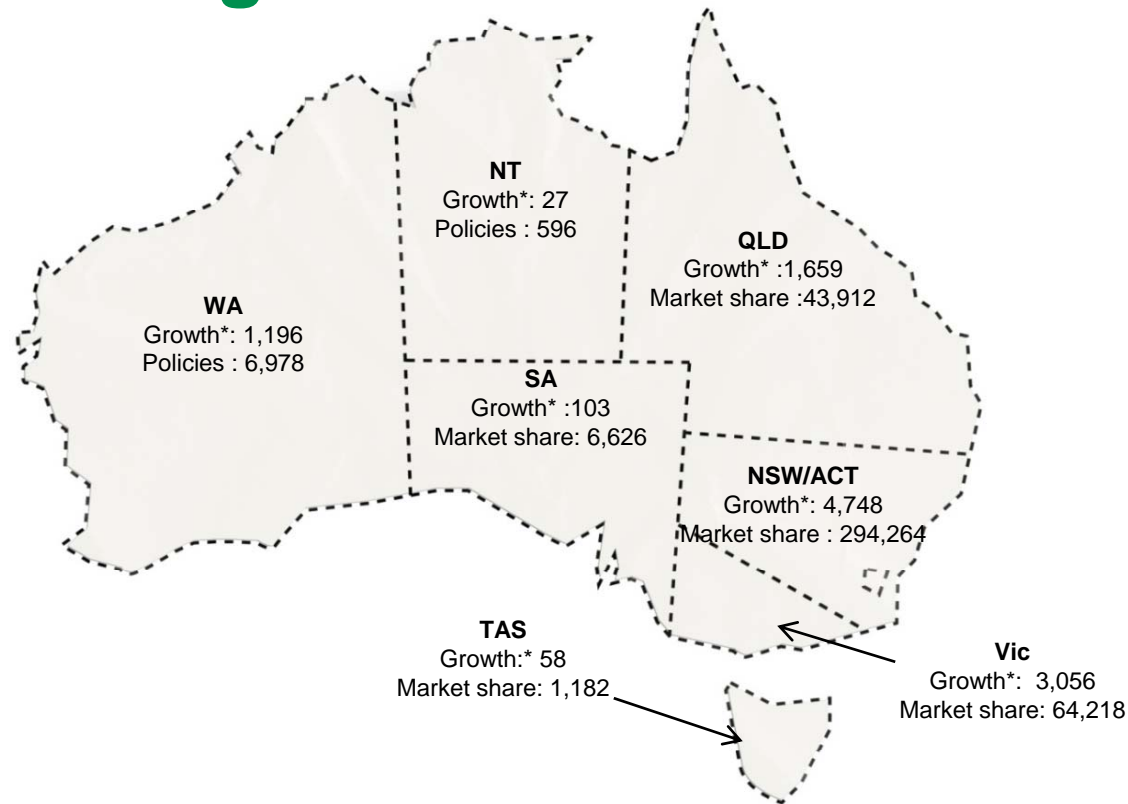 NT
Growth*: 27
Policies : 596
QLD
Growth* :1,659
Market share :43,912
WA
Growth*: 1,196
Policies : 6,978
SA
Growth* :103
Market share: 6,626
NSW/ACT
Growth*: 4,748
Market share : 294,264
TAS
Growth:* 58
Market share: 1,182
Vic
Growth*: 3,056
Market share: 64,218